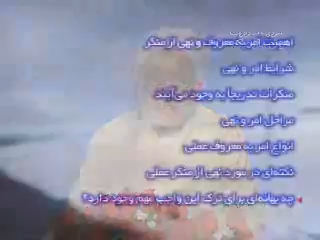 اهمیت امر به معروف و نهی از منکر
شرایط امر و نهی
منکرات تدریجاً به وجود می‌آیند
مراحل امر و نهی
انواع امر به معروف عملی
نکته‌ای در مورد نهی از منکر عملی
چه بهانه‌ای برای ترک این واجب مهم وجود دارد؟